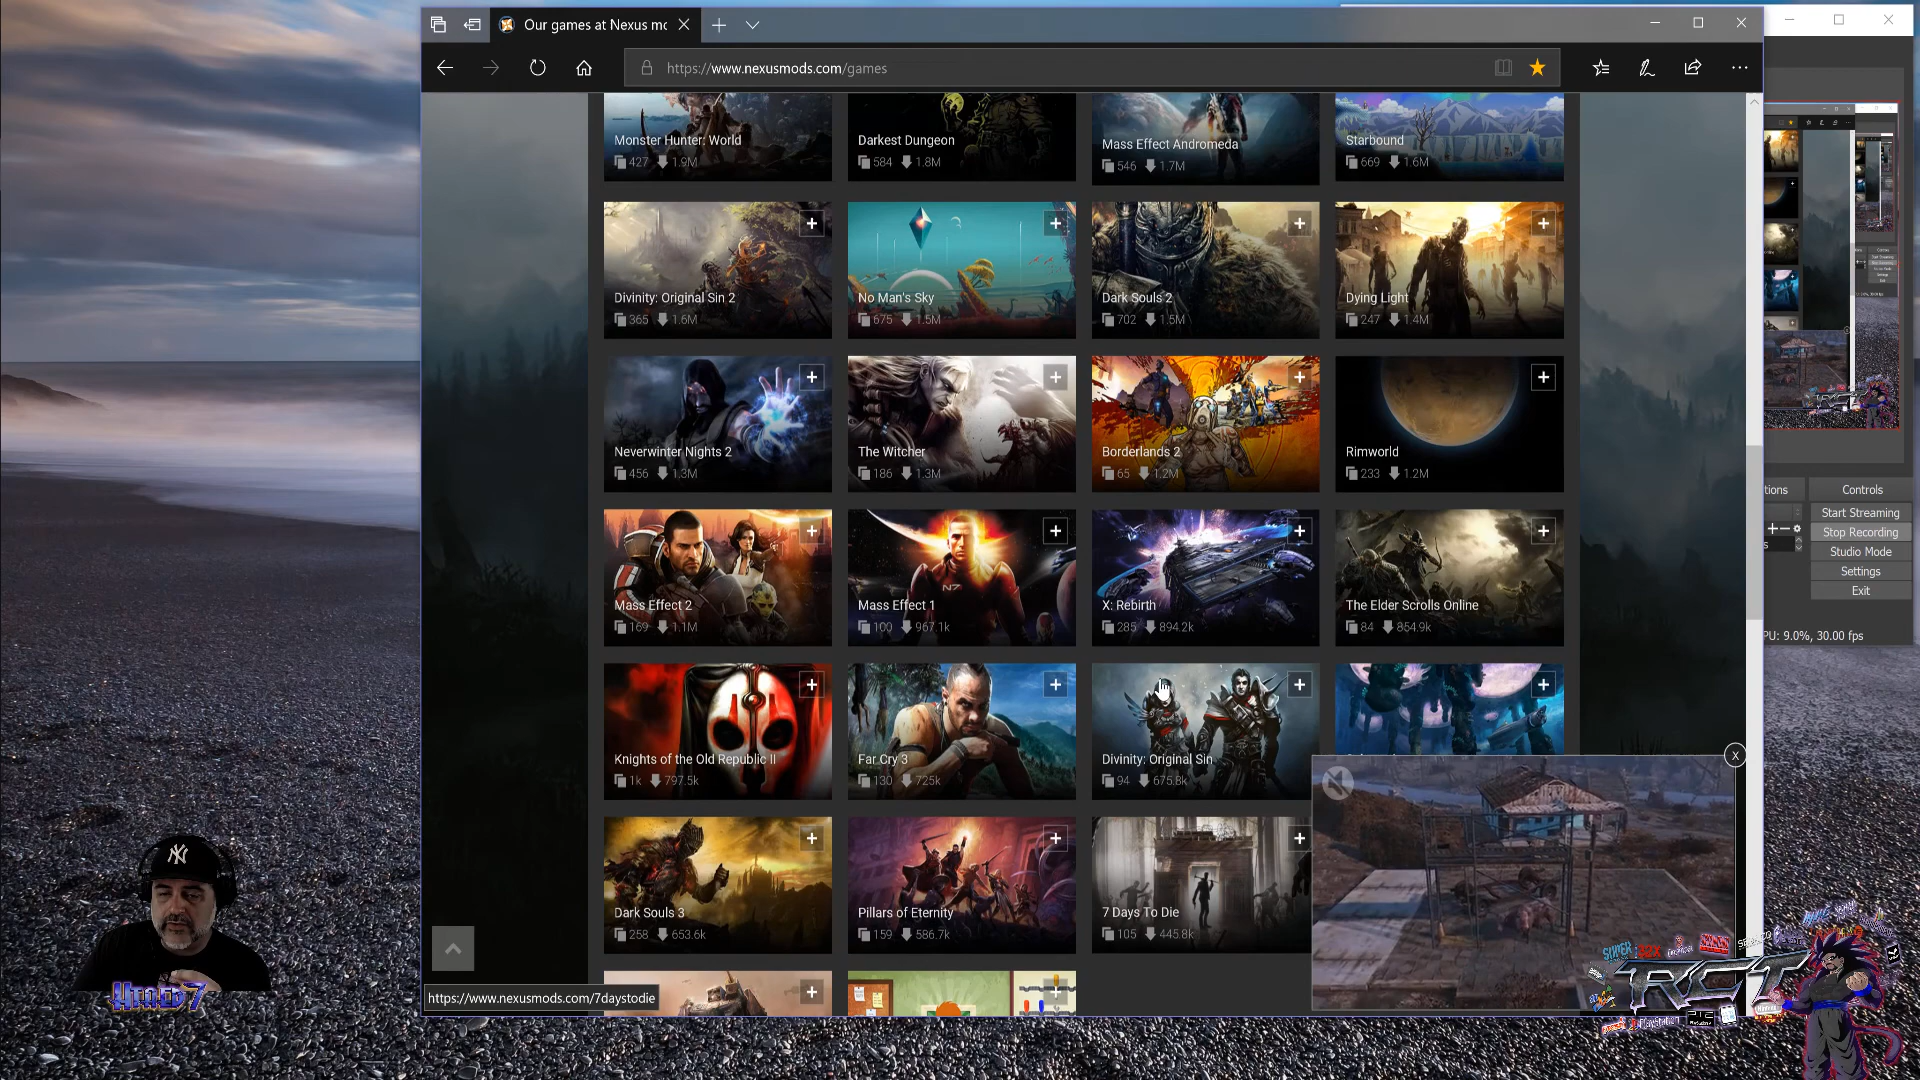 Our games at Nexus mo
https://www.nexusmods.com/games
Monster Hunter: World
427 1.9M
Darkest Dungeon
584 1.8M
Mass Effect Andromeda
546 1.7M
Starbound
669 1.6M
Divinity: Original Sin 2
365 1.6M
No Man's Sky
675 1.5M
Dark Souls 2
702 1.5M
Dying Light
247 1.4M
Neverwinter Nights 2
456 1.3M
The Witcher
186 1.3M
Borderlands 2
65 1.2M
Rimworld
233 1.2M
Mass Effect 2
169 1.1M
Mass Effect 1
100 967.1k
X: Rebirth
285 894.2k
The Elder Scrolls Online
84 854.9k
Knights of the Old Republic II
1k 797.5k
Far Cry 3
130 725k
Divinity: Original Sin
94 675.8k
Dark Souls 3
258 653.6k
Pillars of Eternity
159 586.7k
7 Days To Die
105 445.8k
https://www.nexusmods.com/7daystodie
tions
Controls
Start Streaming
Stop Recording
Studio Mode
Settings
Exit
PU: 9.0%, 30.00 fps
N7
X
RCT